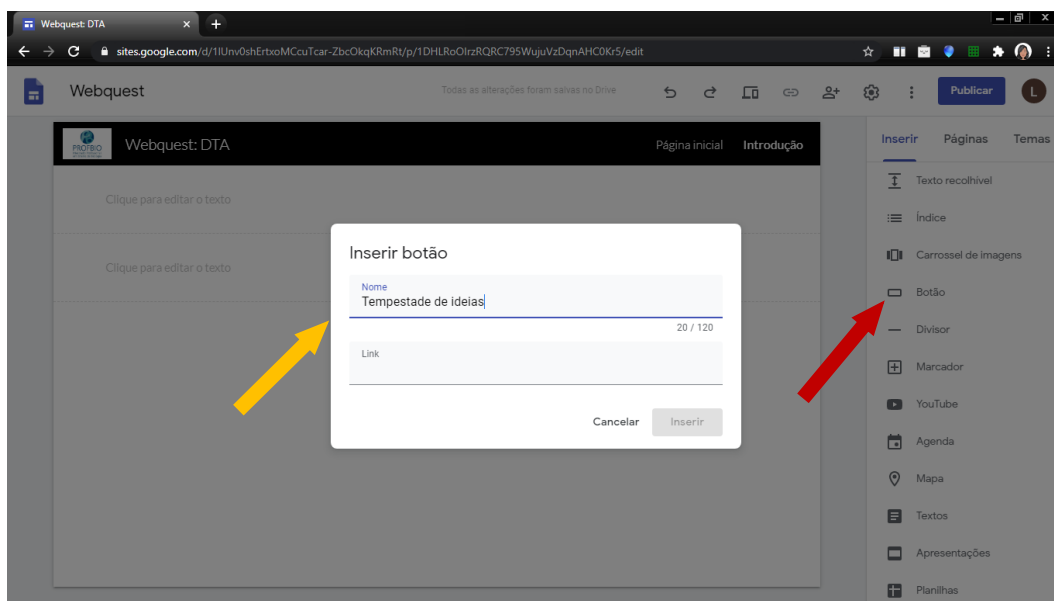 Webquest: DTA
sites.google.com/d/1IUnv0shErtxoMCcuTcar-ZbcOkqKRmRt/p/1DHLRoOIrzRQRC795WujuVzDqnAHC0Kr5/edit
Webquest
Todas as alterações foram salvas no Drive
Publicar
L
PROFBIO
Webquest: DTA
Página inicial
Introdução
Clique para editar o texto
Clique para editar o texto
Inserir botão
Nome
Tempestade de ideias
20 / 120
Link
Cancelar
Inserir
Inserir
Páginas
Temas
Texto recolhível
Índice
Carrossel de imagens
Botão
Divisor
Marcador
YouTube
Agenda
Mapa
Textos
Apresentações
Planilhas